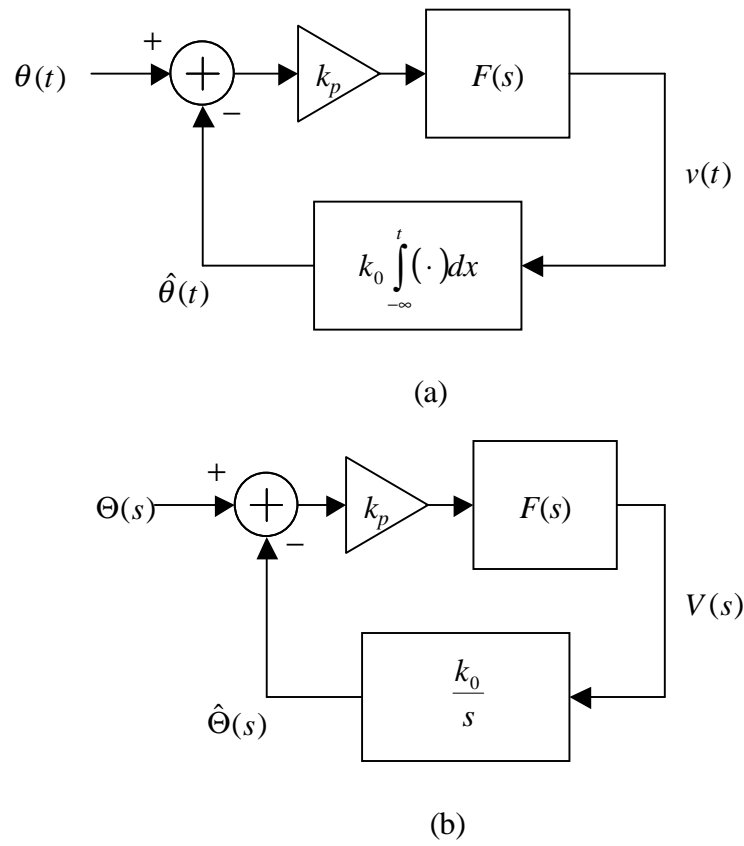 +
θ(t)
+
−
k_p
F(s)
v(t)
k_0 ∫_{−∞}^{t} (·)dx
θ̂(t)
(a)
+
Θ(s)
+
−
k_p
F(s)
V(s)
k_0/s
Θ̂(s)
(b)